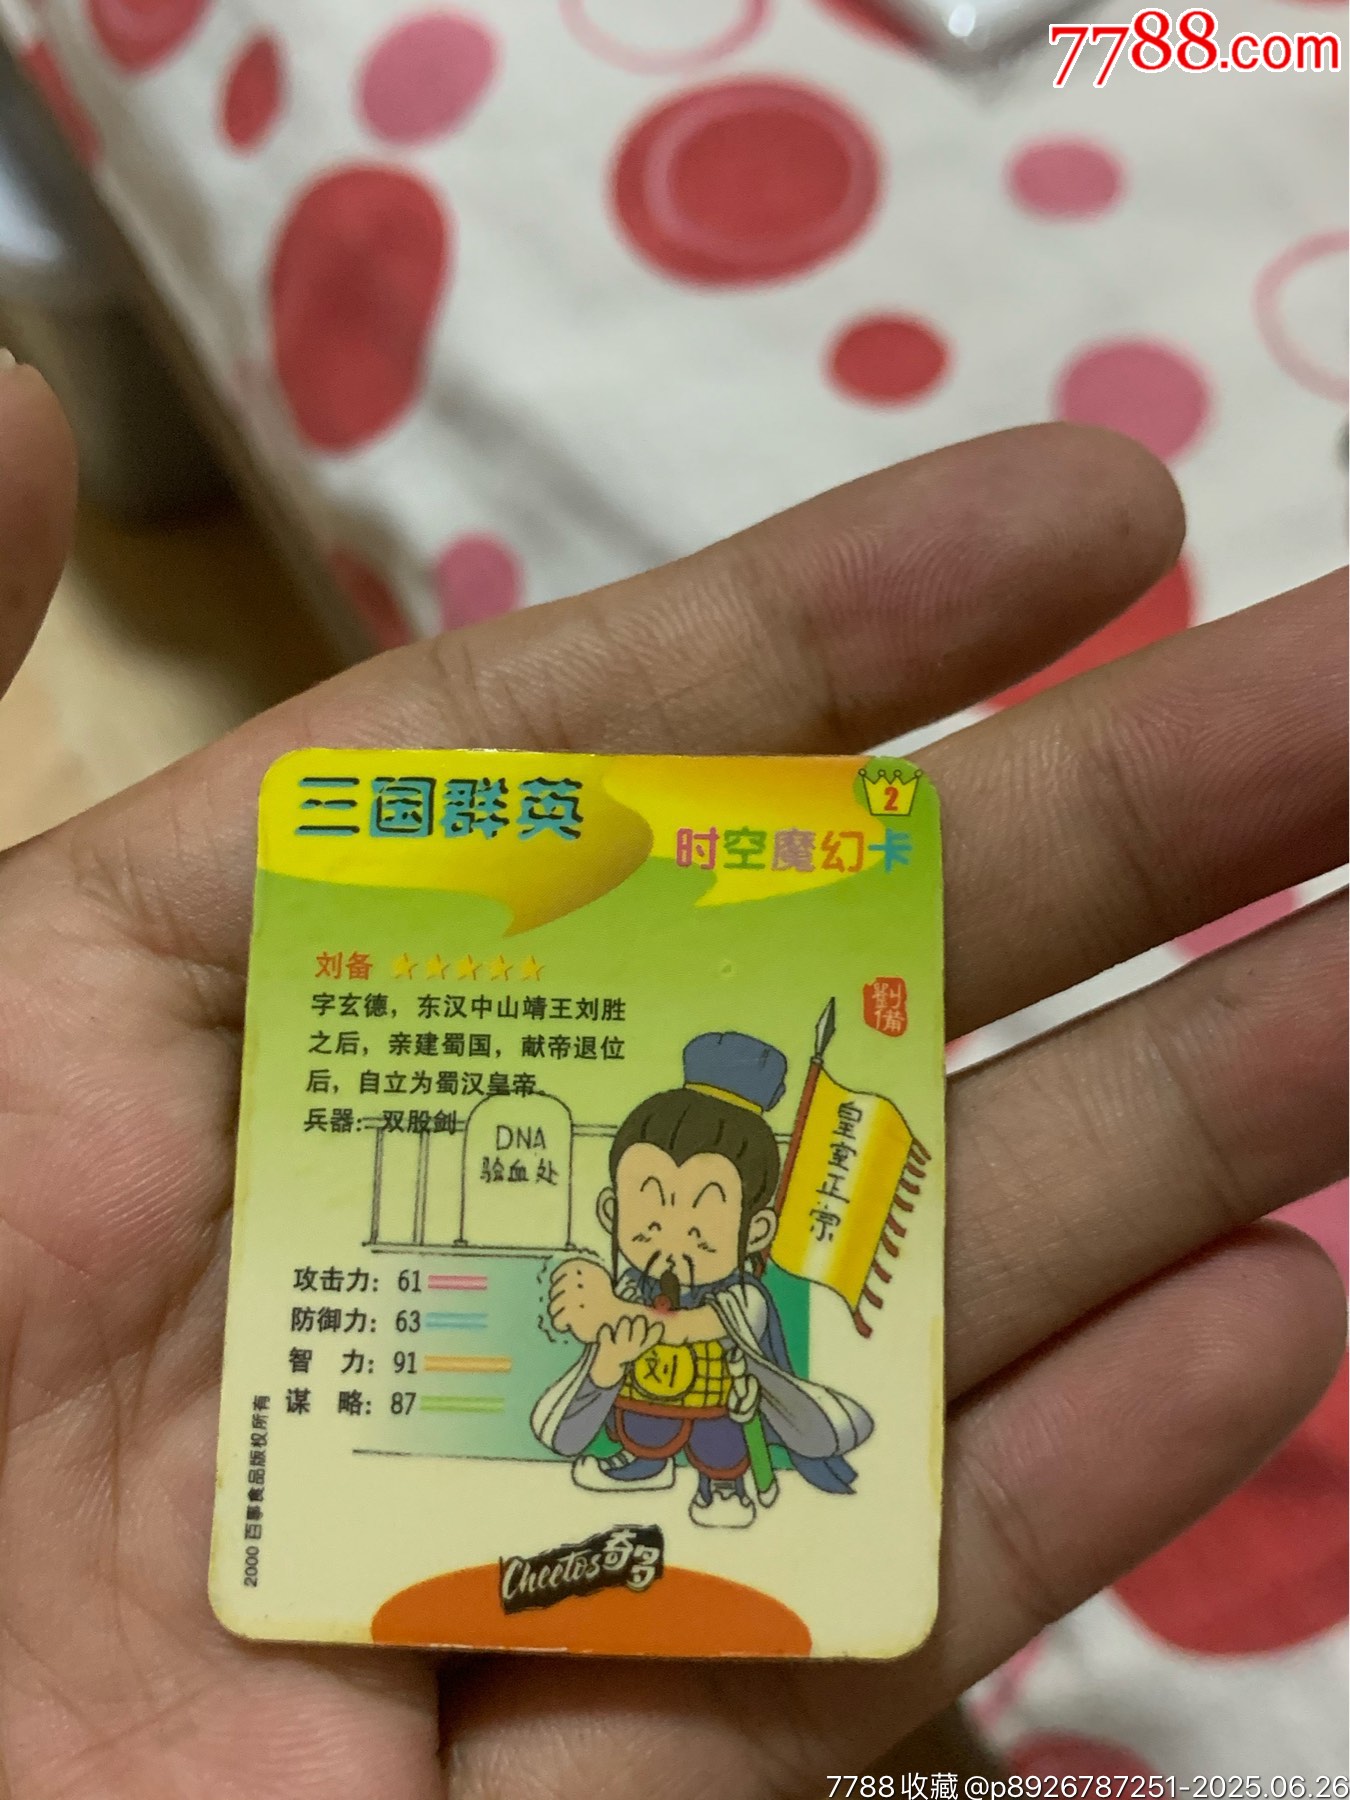 7788.com
三国群英
2
时空魔幻卡
刘备 ★★★★★
劉備
字玄德，东汉中山靖王刘胜
之后，亲建蜀国，献帝退位
后，自立为蜀汉皇帝
兵器：双股剑
DNA
验血处
皇室正宗
攻击力：61
防御力：63
智 力：91
谋 略：87
刘
2000 百事食品版权所有
Cheetos奇多
7788收藏@p8926787251-2025.06.26